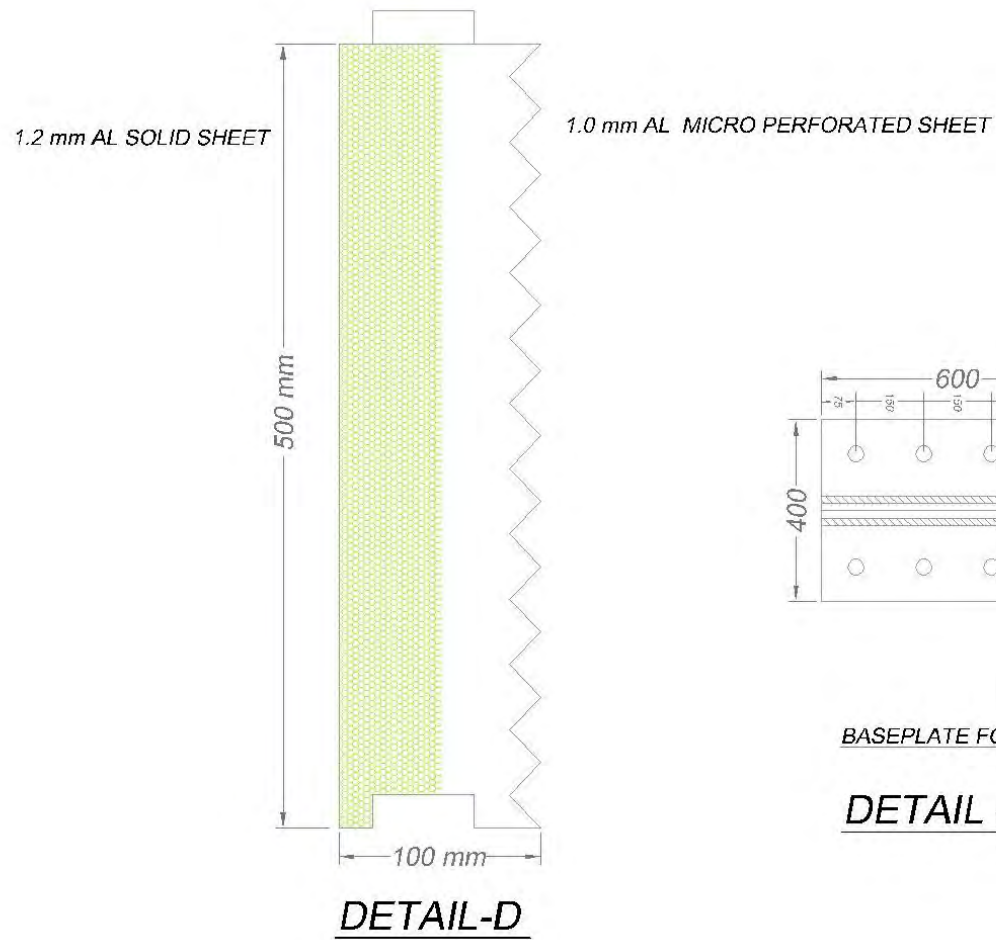 1.2 mm AL SOLID SHEET
1.0 mm AL MICRO PERFORATED SHEET
500 mm
100 mm
DETAIL-D
600
75
150
150
400
BASEPLATE FO
DETAIL